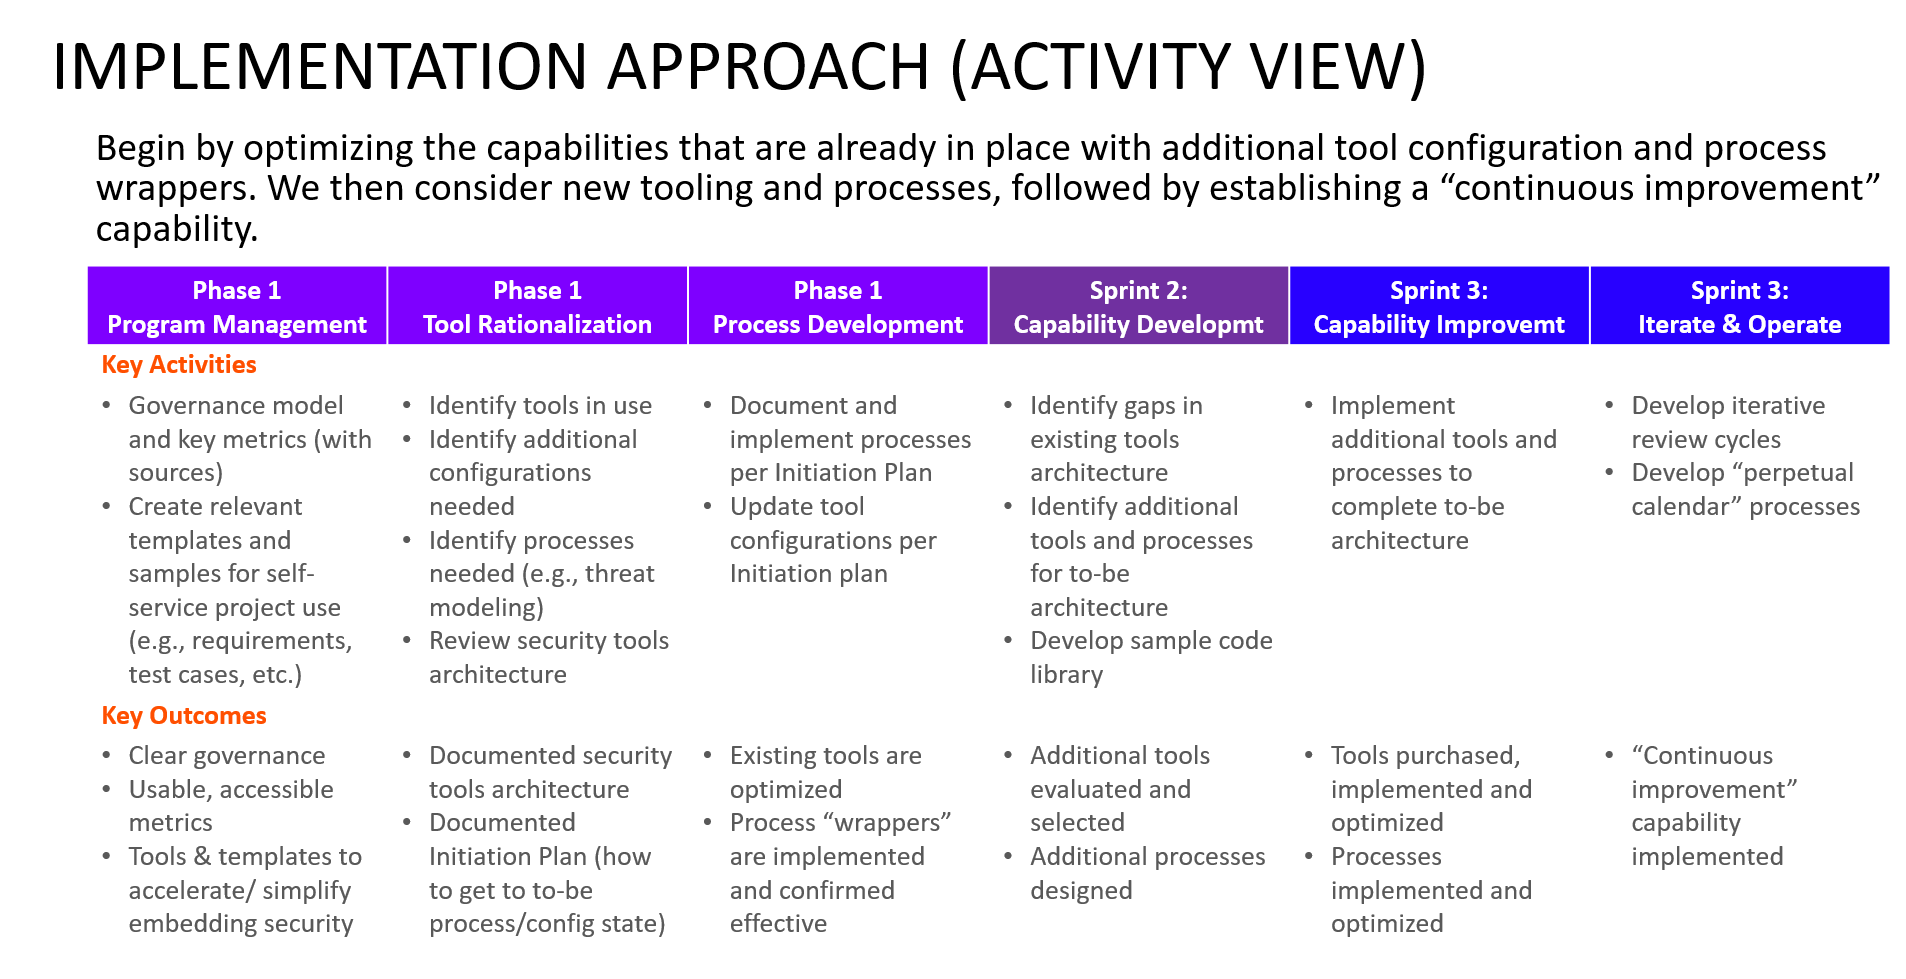 IMPLEMENTATION APPROACH (ACTIVITY VIEW)
Begin by optimizing the capabilities that are already in place with additional tool configuration and process
wrappers. We then consider new tooling and processes, followed by establishing a “continuous improvement”
capability.
Phase 1
Program Management
Phase 1
Tool Rationalization
Phase 1
Process Development
Sprint 2:
Capability Developmt
Sprint 3:
Capability Improvemt
Sprint 3:
Iterate & Operate
Key Activities
• Governance model
and key metrics (with
sources)
• Create relevant
templates and
samples for self-
service project use
(e.g., requirements,
test cases, etc.)
• Identify tools in use
• Identify additional
configurations
needed
• Identify processes
needed (e.g., threat
modeling)
• Review security tools
architecture
• Document and
implement processes
per Initiation Plan
• Update tool
configurations per
Initiation plan
• Identify gaps in
existing tools
architecture
• Identify additional
tools and processes
for to-be
architecture
• Develop sample code
library
• Implement
additional tools and
processes to
complete to-be
architecture
• Develop iterative
review cycles
• Develop “perpetual
calendar” processes
Key Outcomes
• Clear governance
• Usable, accessible
metrics
• Tools & templates to
accelerate/ simplify
embedding security
• Documented security
tools architecture
• Documented
Initiation Plan (how
to get to to-be
process/config state)
• Existing tools are
optimized
• Process “wrappers”
are implemented
and confirmed
effective
• Additional tools
evaluated and
selected
• Additional processes
designed
• Tools purchased,
implemented and
optimized
• Processes
implemented and
optimized
• “Continuous
improvement”
capability
implemented